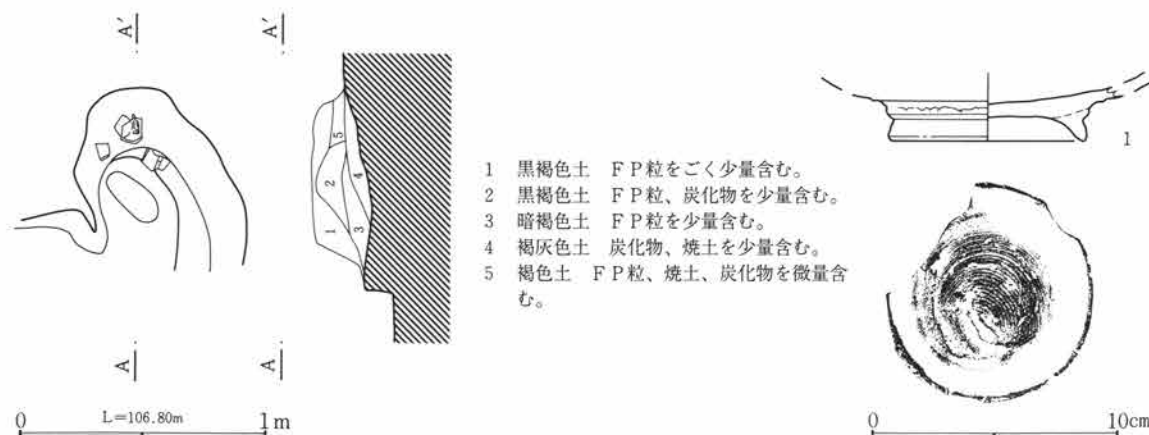 A′ A′
5
2
4
1
3
A A
0 L=106.80m 1m
1 黒褐色土 FP粒をごく少量含む。
2 黒褐色土 FP粒、炭化物を少量含む。
3 暗褐色土 FP粒を少量含む。
4 褐灰色土 炭化物、焼土を少量含む。
5 褐色土 FP粒、焼土、炭化物を微量含
む。
1
0 10cm